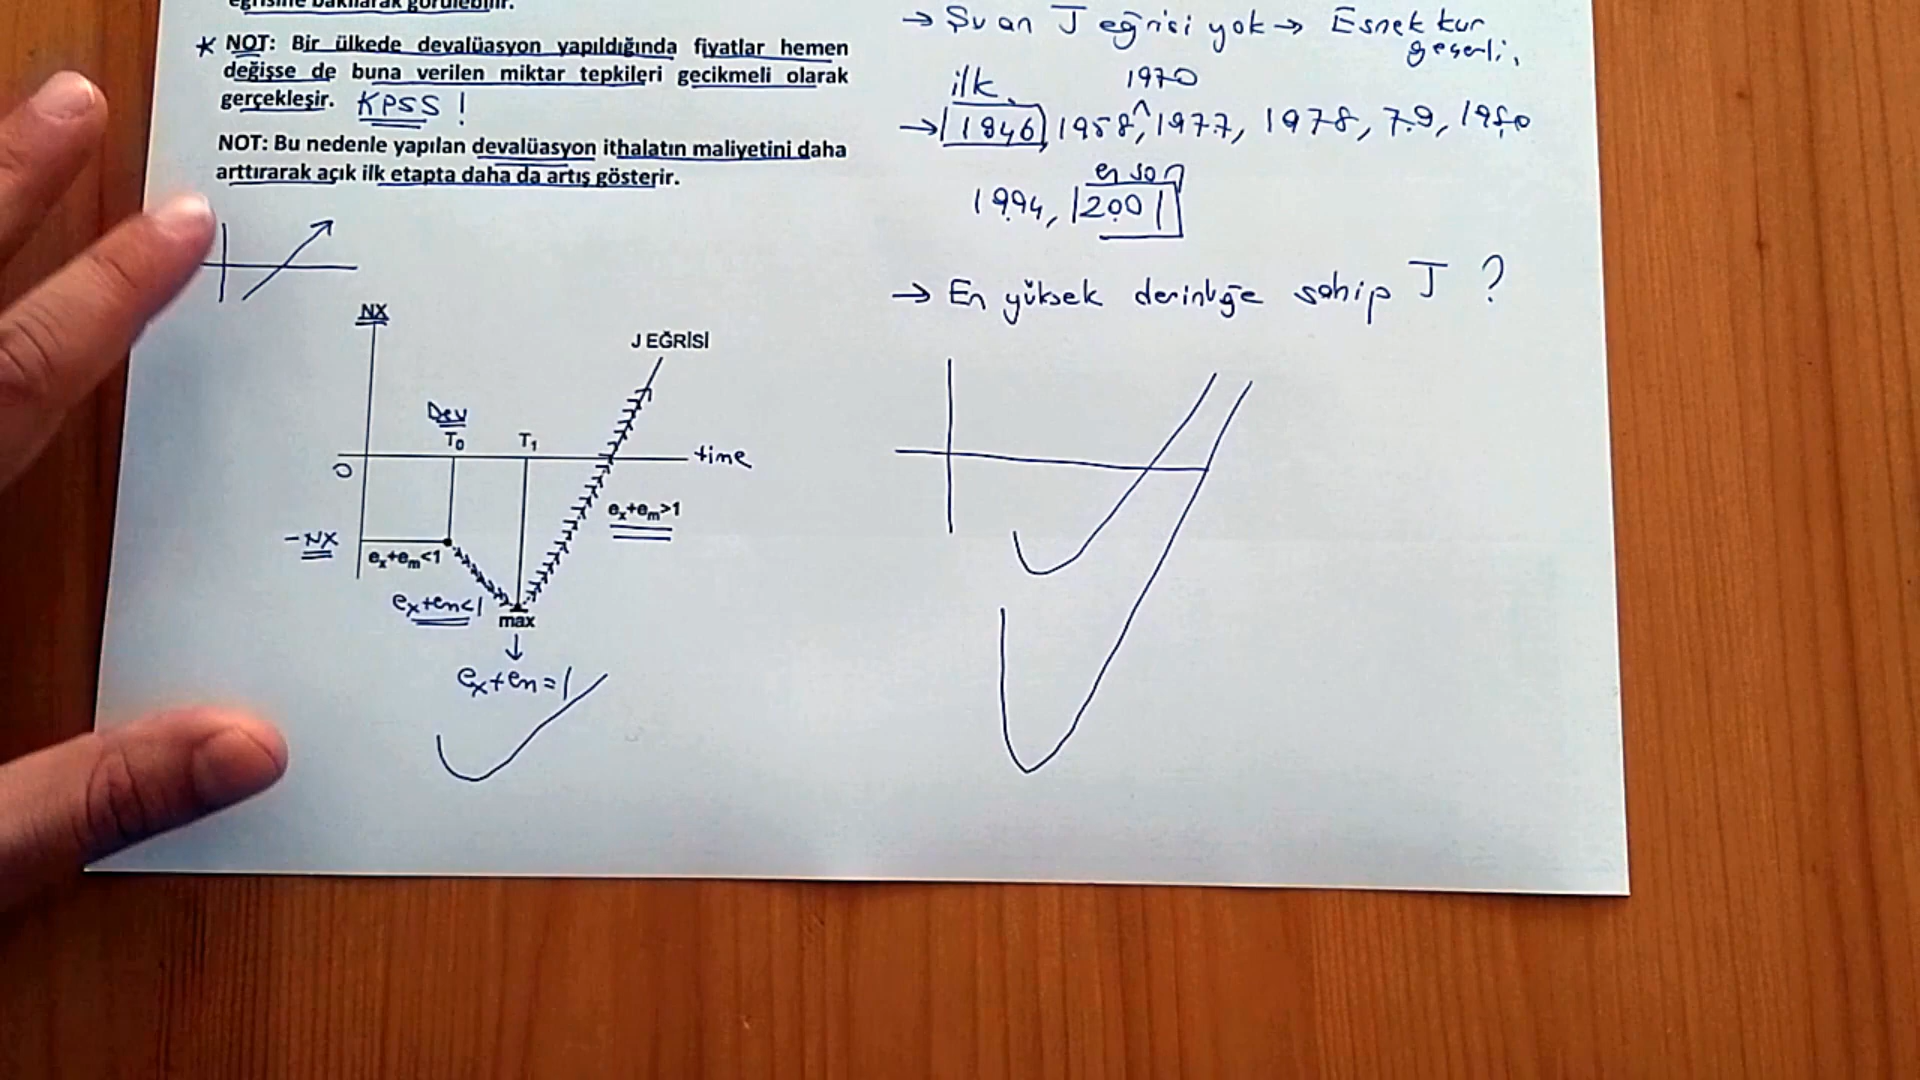 eğrisine bakılarak görülebilir.
* NOT: Bir ülkede devalüasyon yapıldığında fiyatlar hemen
değişse de buna verilen miktar tepkileri gecikmeli olarak
gerçekleşir. KPSS !
NOT: Bu nedenle yapılan devalüasyon ithalatın maliyetini daha
arttırarak açık ilk etapta daha da artış gösterir.
NX
J EĞRİSİ
Dev
T0
T1
0
time
-NX
ex+em<1
ex+em>1
ex+em<1
max
↓
ex+em=1
→ Şu an J eğrisi yok → Esnek kur
geçerli.
ilk
1970
→ 1946, 1958, 1977, 1978, 79, 1980
en son
1994, 2001
→ En yüksek derinliğe sahip J ?